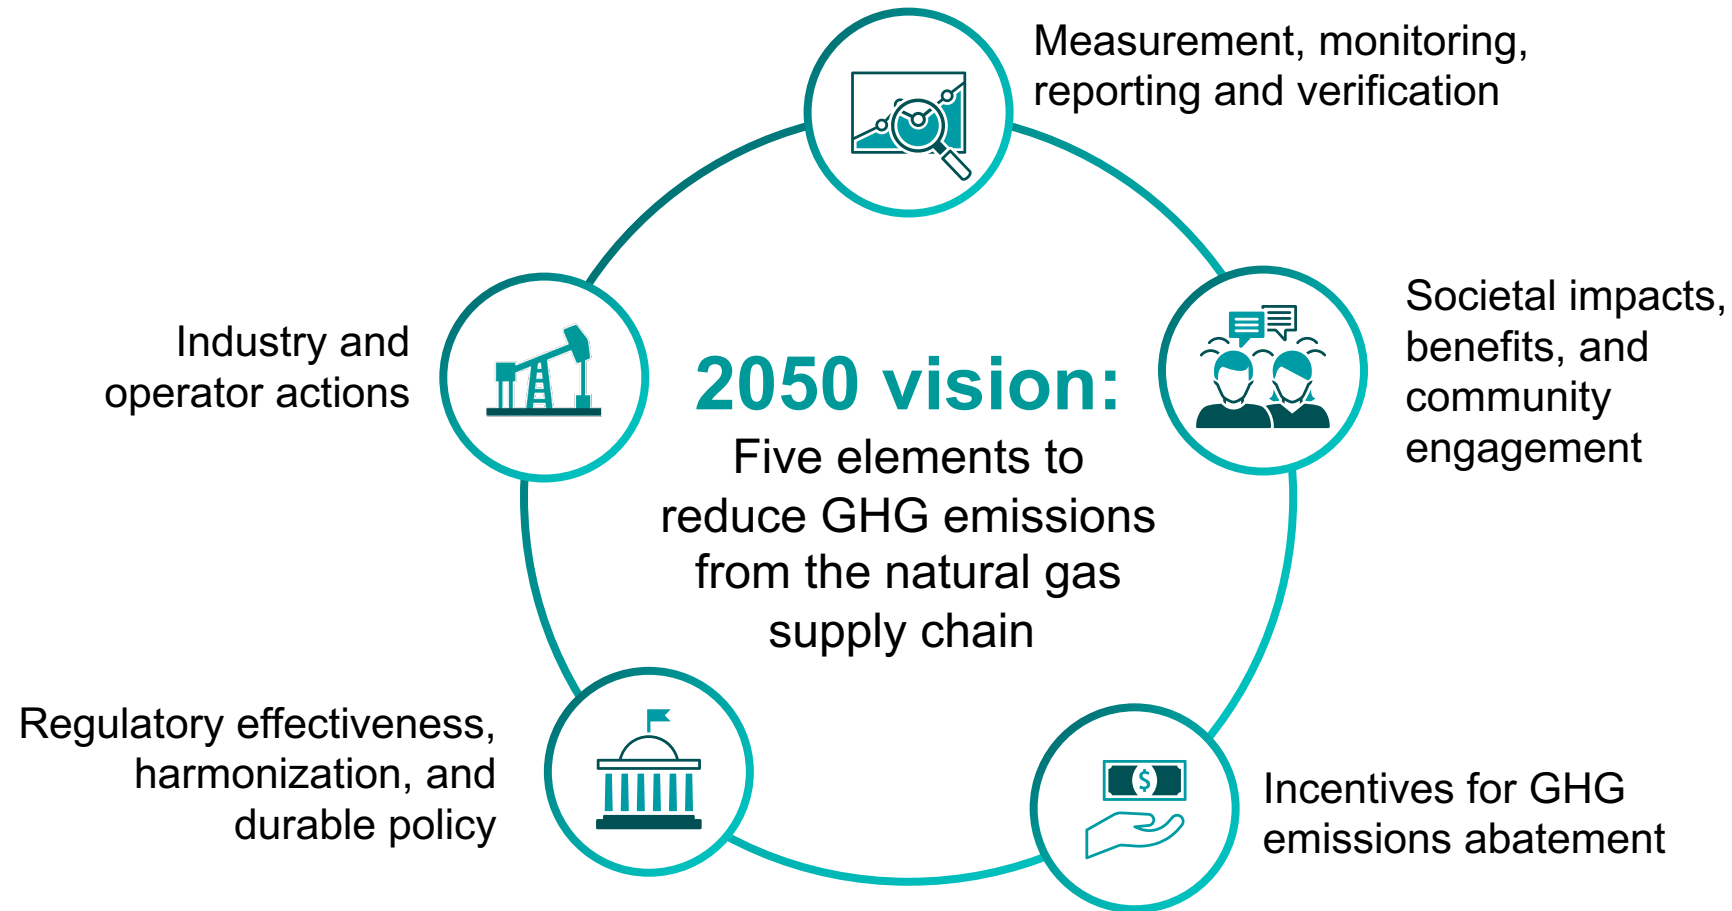 Measurement, monitoring,
reporting and verification
Societal impacts,
benefits, and
community
engagement
Industry and
operator actions
2050 vision:
Five elements to
reduce GHG emissions
from the natural gas
supply chain
Regulatory effectiveness,
harmonization, and
durable policy
$
Incentives for GHG
emissions abatement